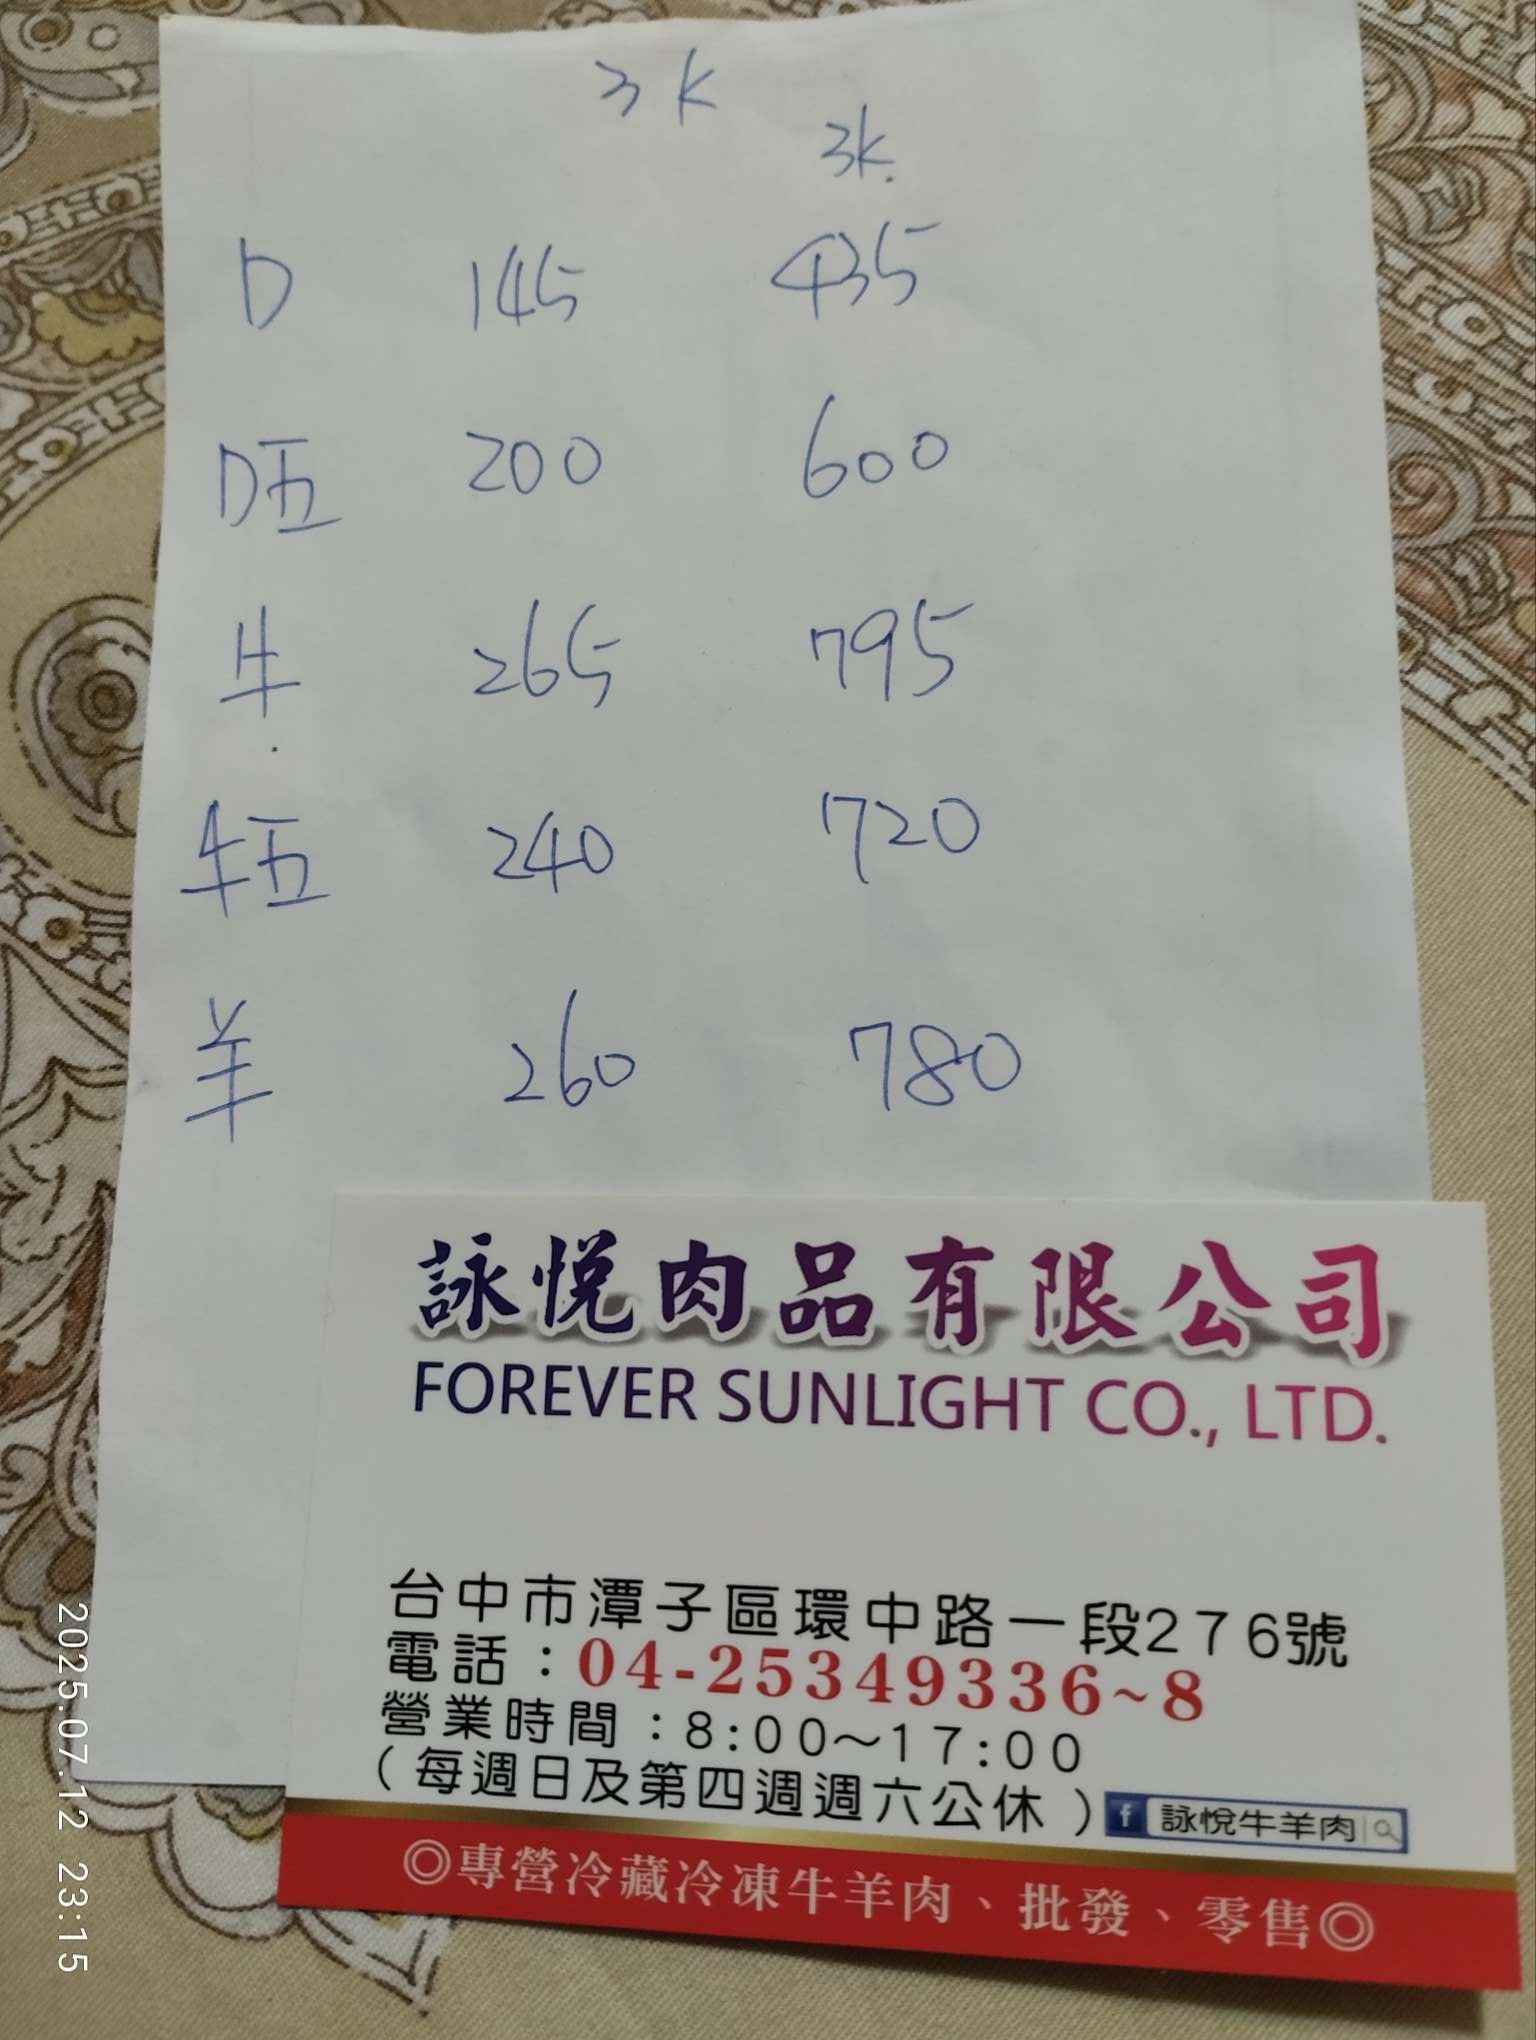 3K
3K.
D 145 435
D五 200 600
牛 265 795
牛五 240 720
羊 260 780
詠悅肉品有限公司
FOREVER SUNLIGHT CO., LTD.
台中市潭子區環中路一段276號
電話：04-25349336~8
營業時間：8:00～17:00
（每週日及第四週週六公休）
f 詠悅牛羊肉
◎專營冷藏冷凍牛羊肉、批發、零售◎
2025.07.12 23:15